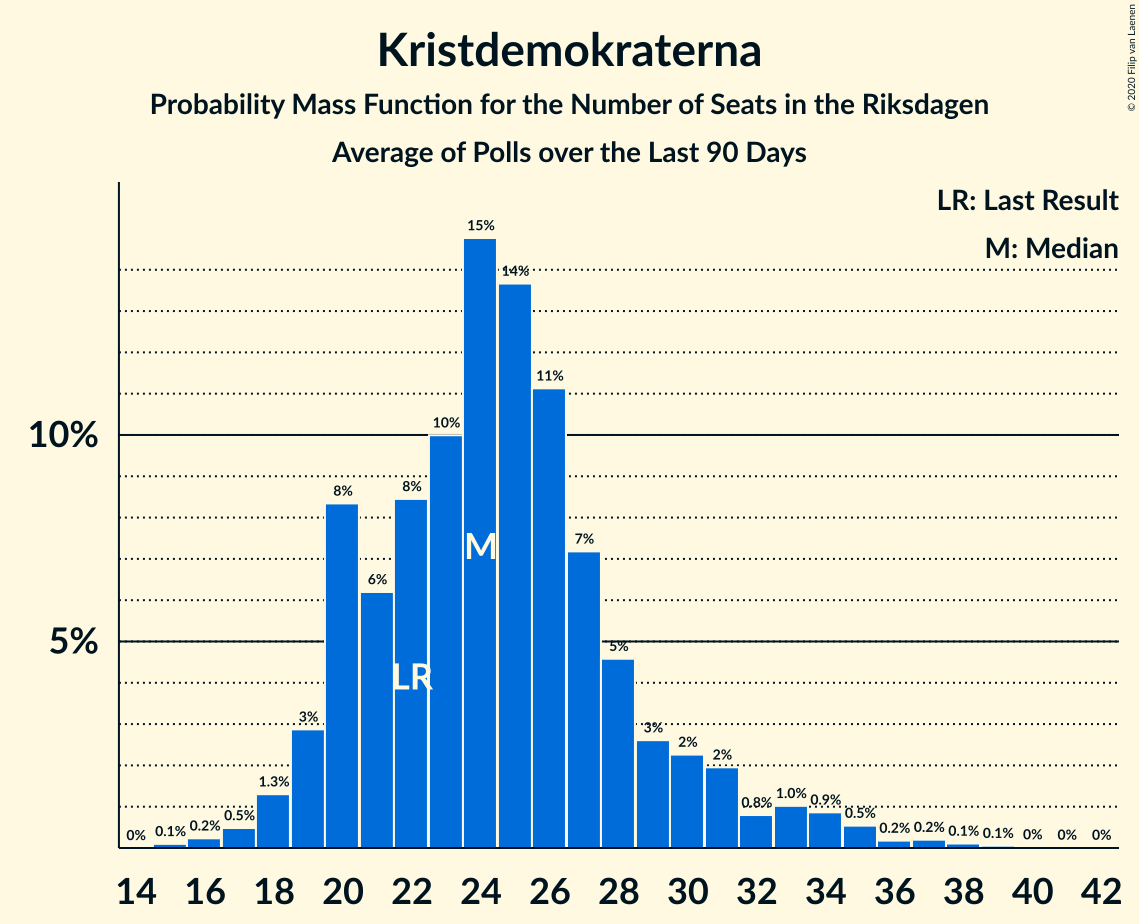 © 2020 Filip van Laenen
Kristdemokraterna
Probability Mass Function for the Number of Seats in the Riksdagen
Average of Polls over the Last 90 Days
LR: Last Result
M: Median
10%
5%
0% 0.1% 0.2% 0.5% 1.3% 3% 8% 6% 8% 10% 15% 14% 11% 7% 5% 3% 2% 2% 0.8% 1.0% 0.9% 0.5% 0.2% 0.2% 0.1% 0.1% 0% 0% 0%
M
LR
14 16 18 20 22 24 26 28 30 32 34 36 38 40 42